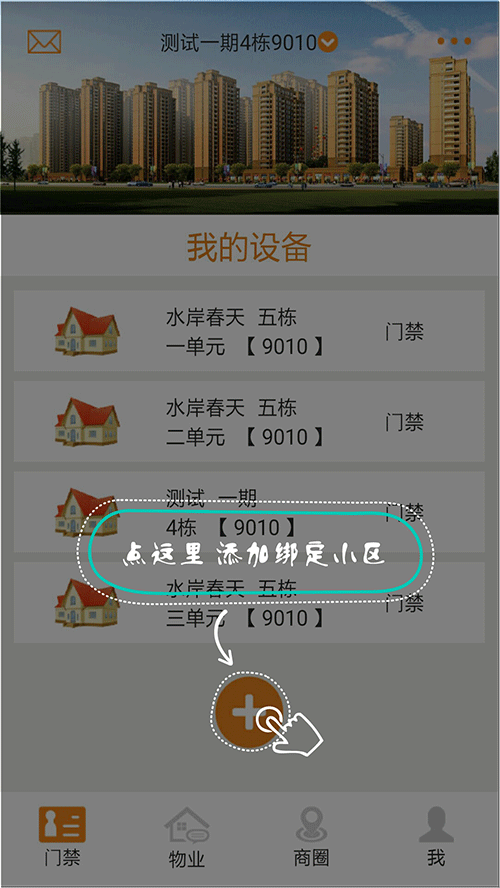 测试一期4栋9010
我的设备
水岸春天 五栋
一单元 【9010】
门禁
水岸春天 五栋
二单元 【9010】
门禁
测试 一期
4栋 【9010】
门禁
点这里 添加绑定小区
水岸春天 五栋
三单元 【9010】
门禁
门禁
物业
商圈
我